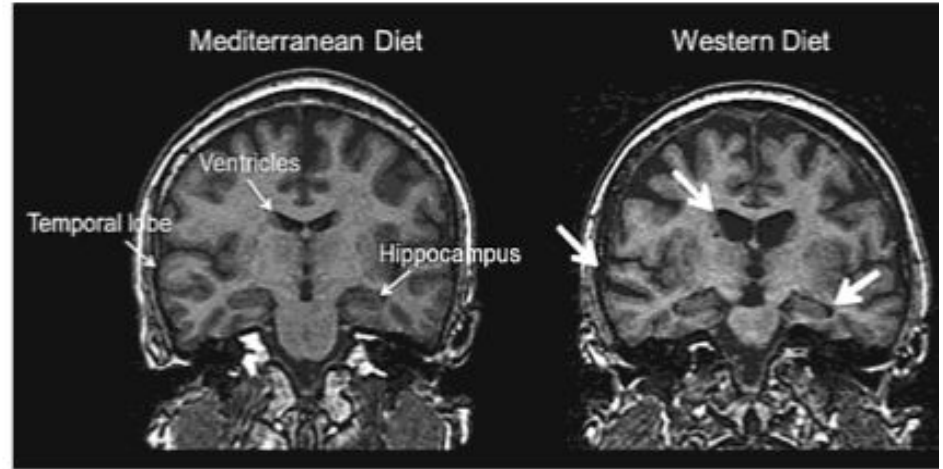 Mediterranean Diet
Western Diet
Ventricles
Temporal lobe
Hippocampus